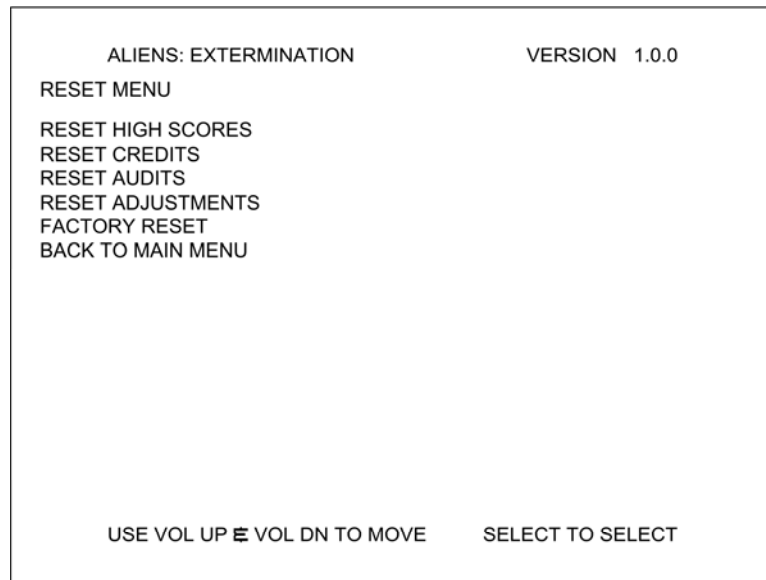 ALIENS: EXTERMINATION VERSION 1.0.0
RESET MENU
RESET HIGH SCORES
RESET CREDITS
RESET AUDITS
RESET ADJUSTMENTS
FACTORY RESET
BACK TO MAIN MENU
USE VOL UP & VOL DN TO MOVE SELECT TO SELECT